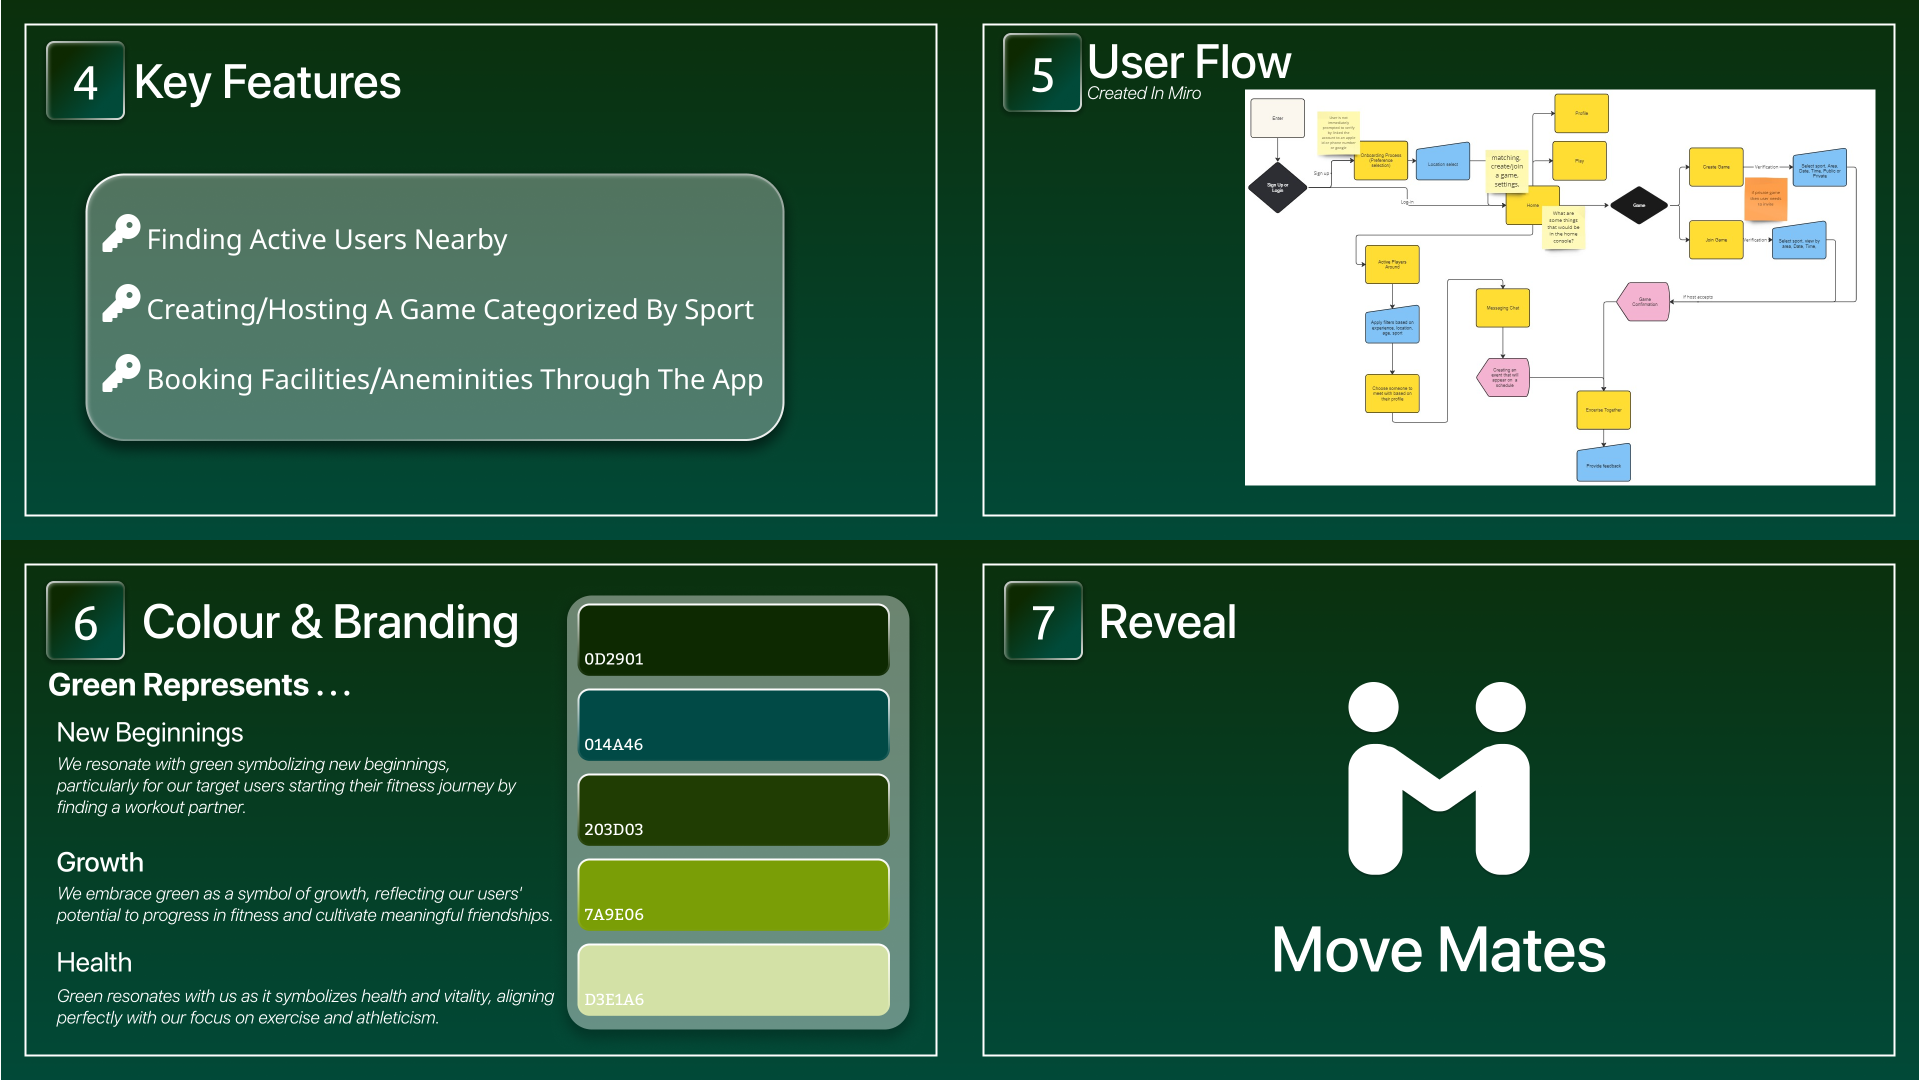 4
Key Features
Finding Active Users Nearby
Creating/Hosting A Game Categorized By Sport
Booking Facilities/Aneminities Through The App
5
User Flow
Created In Miro
Enter
Sign Up or
Login
Sign up
Log-in
Onboarding Process
(Preference
selection)
Location select
matching,
create/join
a game,
settings.
Profile
Play
Home
What are
some things
that would be
in the home
console?
Game
Create Game
Verification
Select sport, Area,
Date, Time, Public or
Private
Join Game
Verification
Select sport, view by
area, Date, Time,
Game
Confirmation
If host accepts
Active Players
Around
Apply filters based on
experience, location,
age, sport
Choose someone to
meet with based on
their profile
Messaging Chat
Creating an
event that will
appear on a
schedule
Exercise Together
Provide feedback
6
Colour & Branding
Green Represents . . .
New Beginnings
We resonate with green symbolizing new beginnings,
particularly for our target users starting their fitness journey by
finding a workout partner.
Growth
We embrace green as a symbol of growth, reflecting our users'
potential to progress in fitness and cultivate meaningful friendships.
Health
Green resonates with us as it symbolizes health and vitality, aligning
perfectly with our focus on exercise and athleticism.
0D2901
014A46
203D03
7A9E06
D3E1A6
7
Reveal
Move Mates